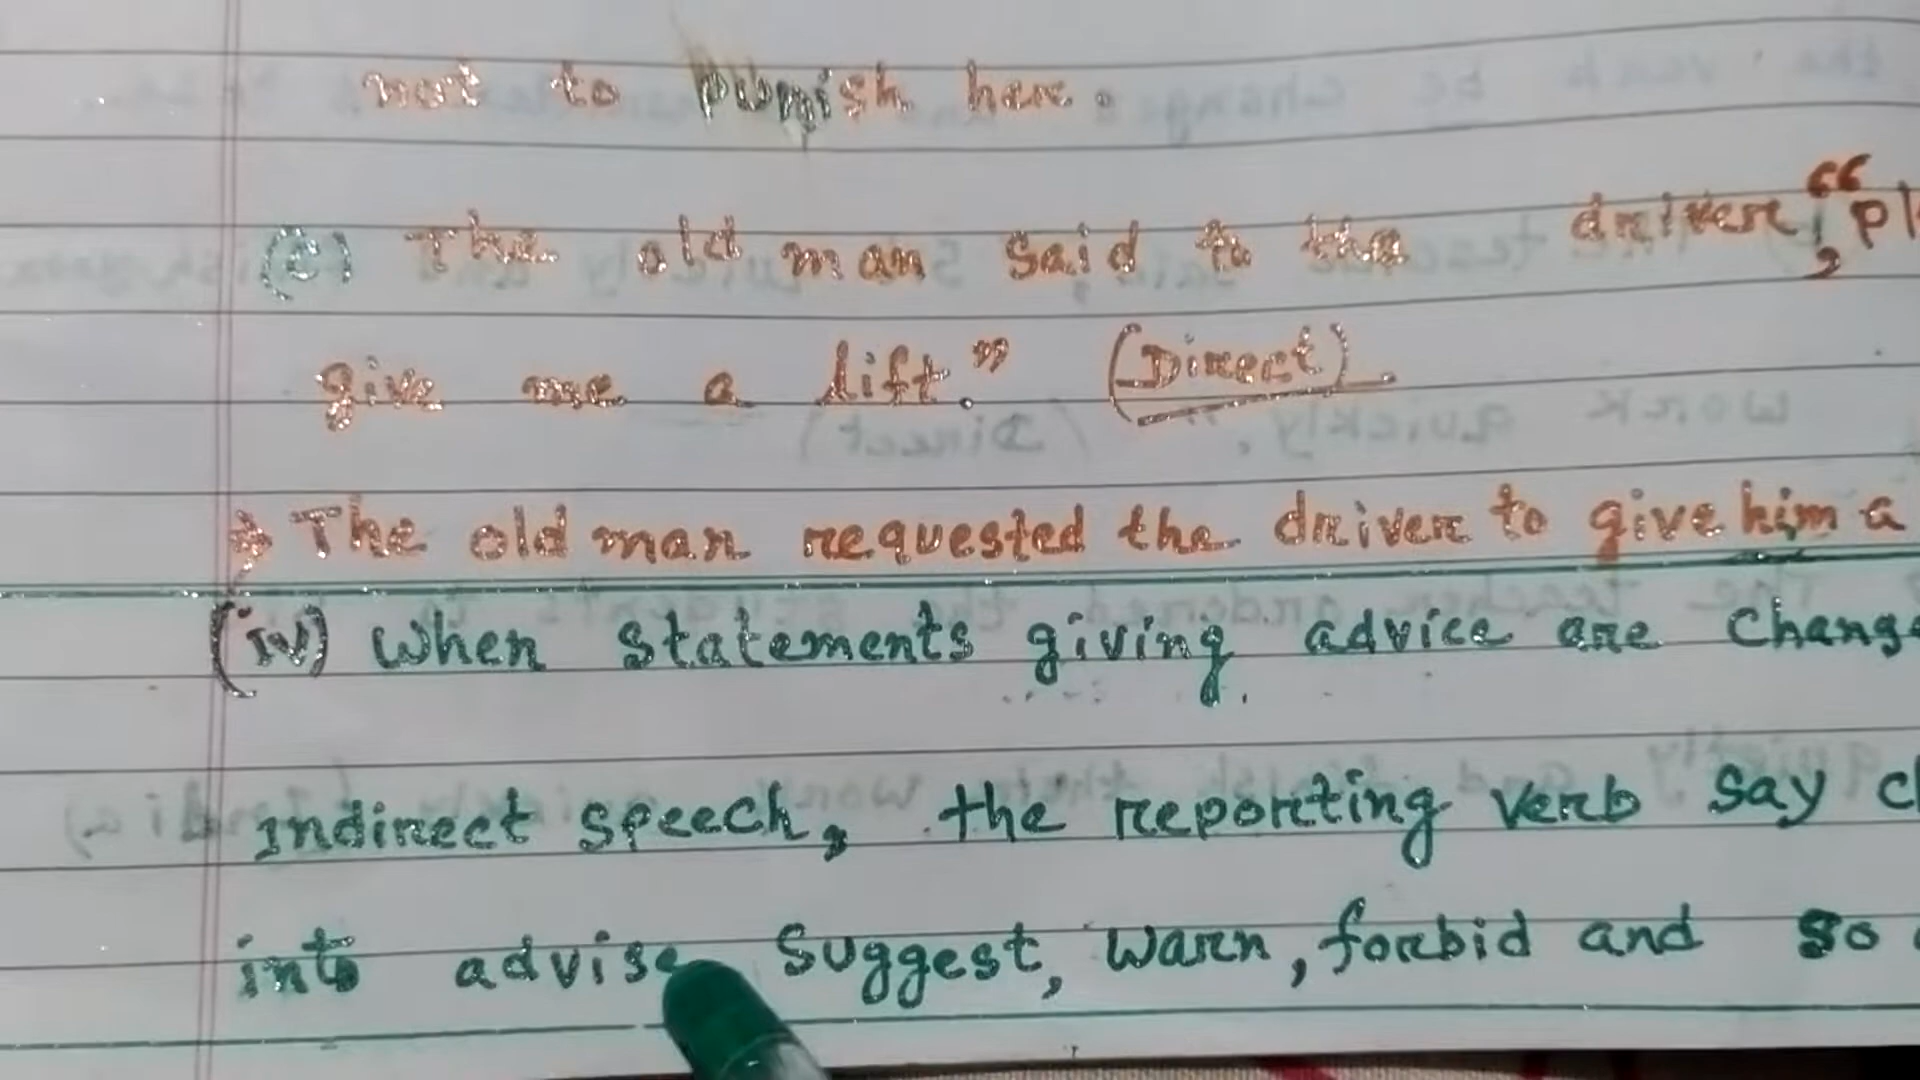 not to punish her.
(c) The old man said to the driver, "Pl
give me a lift." (Direct)
⇒ The old man requested the driver to give him a
(iv) When statements giving advice are chang
indirect speech, the reporting verb say c
into advise suggest, warn, forbid and so